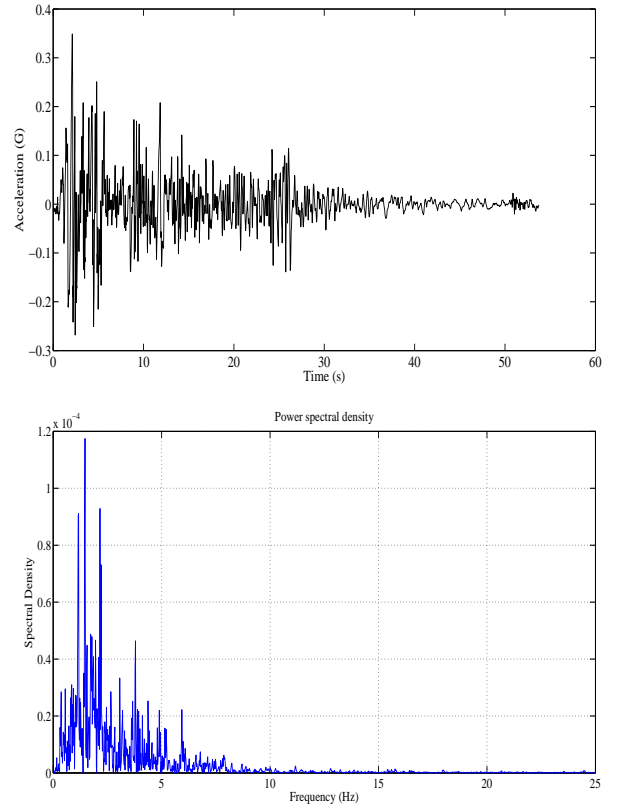 0.4
0.3
0.2
0.1
0
−0.1
−0.2
−0.3
Acceleration (G)
0 10 20 30 40 50 60
Time (s)
Power spectral density
x 10⁻⁴
1.2
1
0.8
0.6
0.4
0.2
0
Spectral Density
0 5 10 15 20 25
Frequency (Hz)